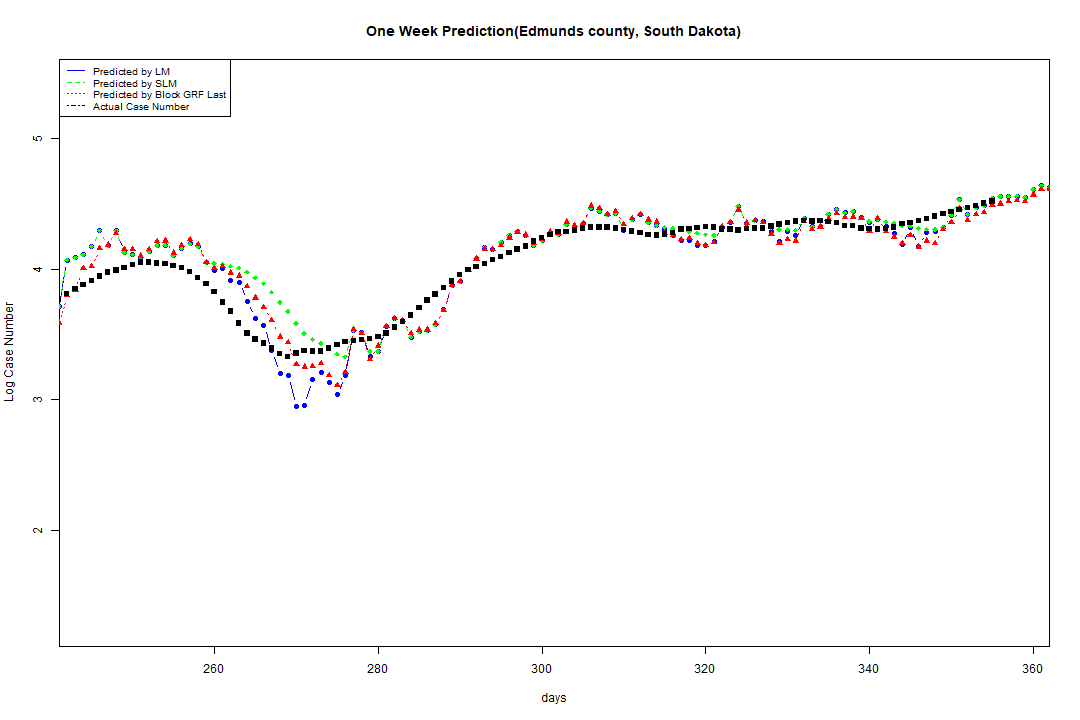 One Week Prediction(Edmunds county, South Dakota)
Predicted by LM
Predicted by SLM
Predicted by Block GRF Last
Actual Case Number
5
4
3
2
Log Case Number
260 280 300 320 340 360
days